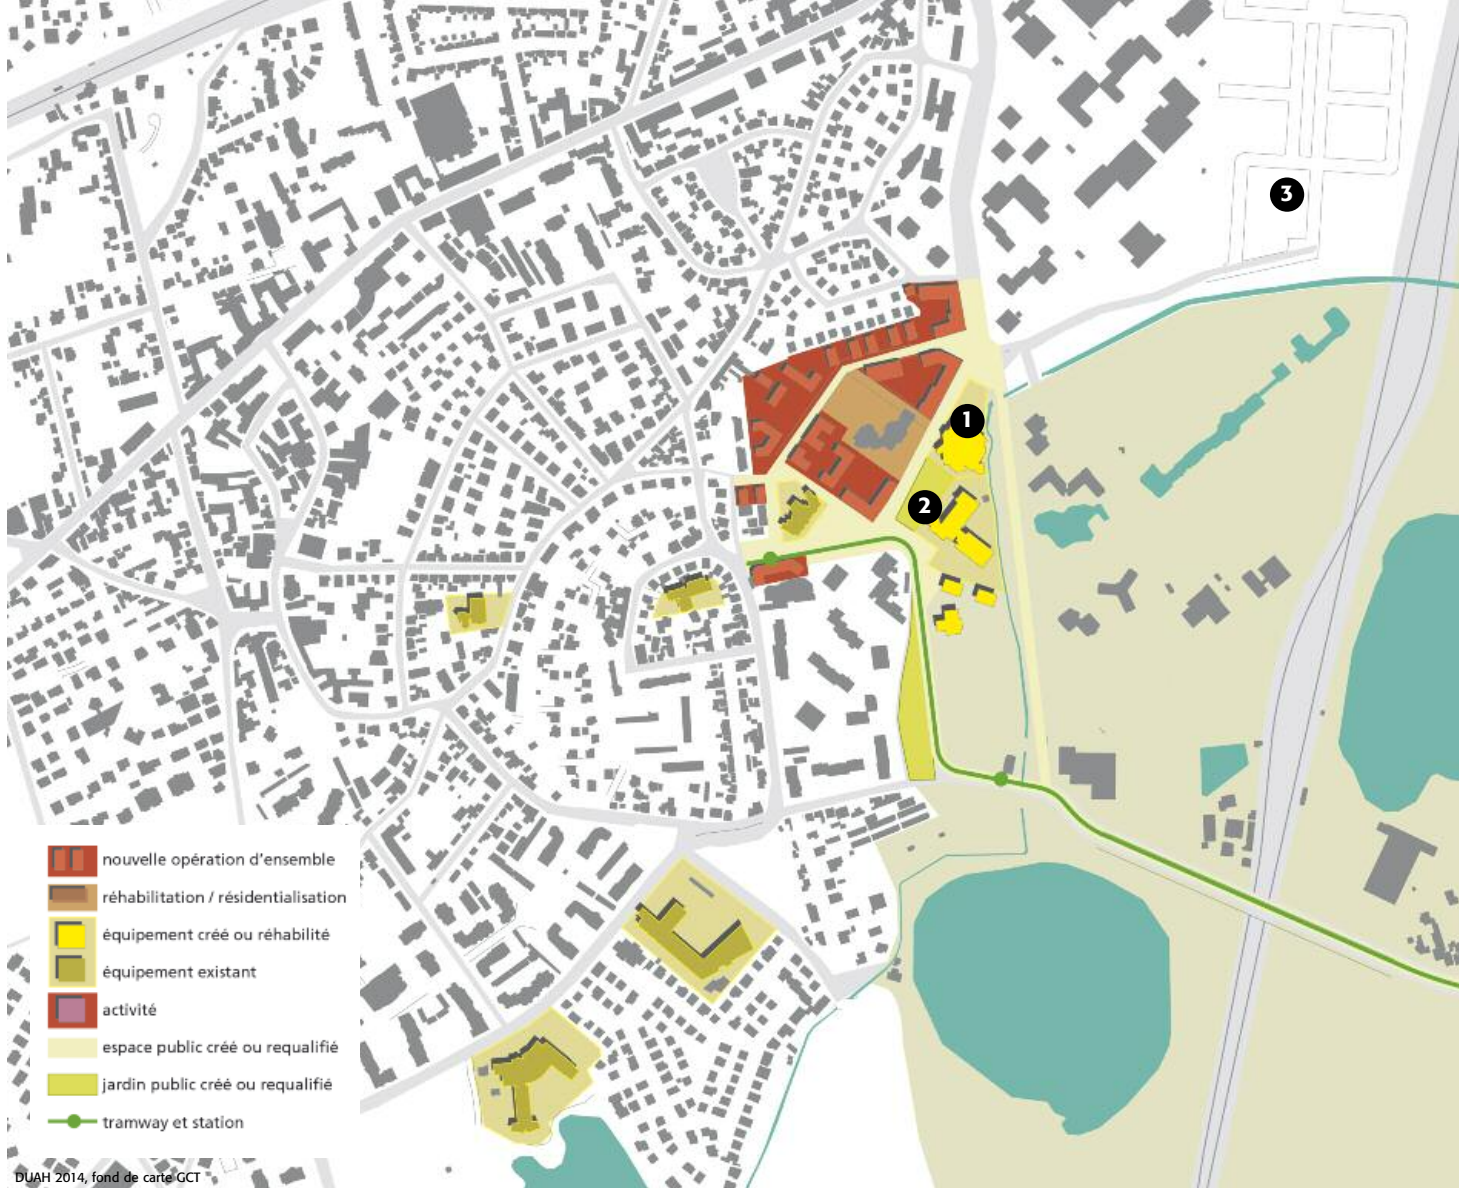 3
1
2
nouvelle opération d'ensemble
réhabilitation / résidentialisation
équipement créé ou réhabilité
équipement existant
activité
espace public créé ou requalifié
jardin public créé ou requalifié
tramway et station
DUAH 2014, fond de carte GCT